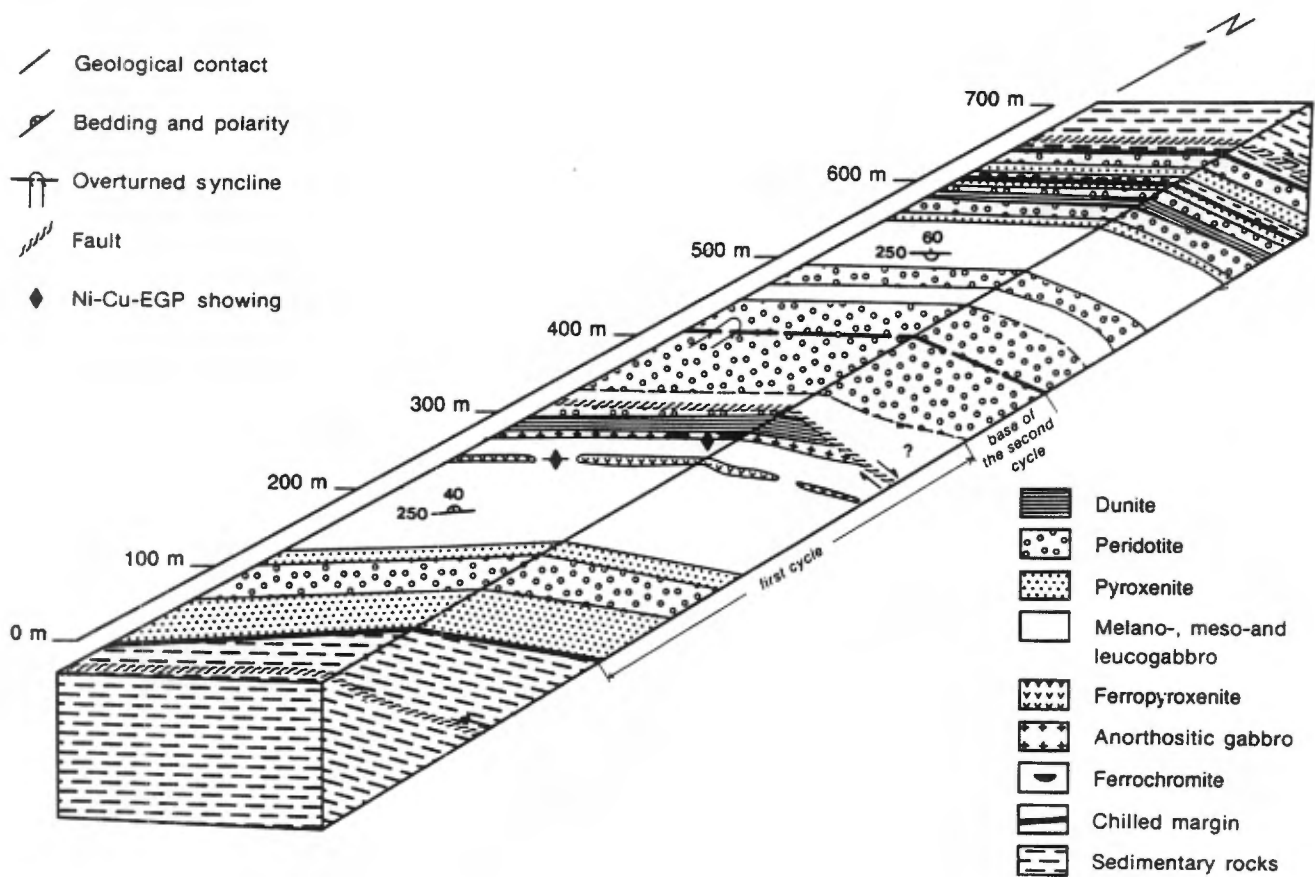 Geological contact
Bedding and polarity
Overturned syncline
Fault
Ni-Cu-EGP showing
N
700 m
600 m
500 m
400 m
300 m
200 m
100 m
0 m
60
250
40
250
?
base of
the second
cycle
first cycle
Dunite
Peridotite
Pyroxenite
Melano-, meso-and
leucogabbro
Ferropyroxenite
Anorthositic gabbro
Ferrochromite
Chilled margin
Sedimentary rocks